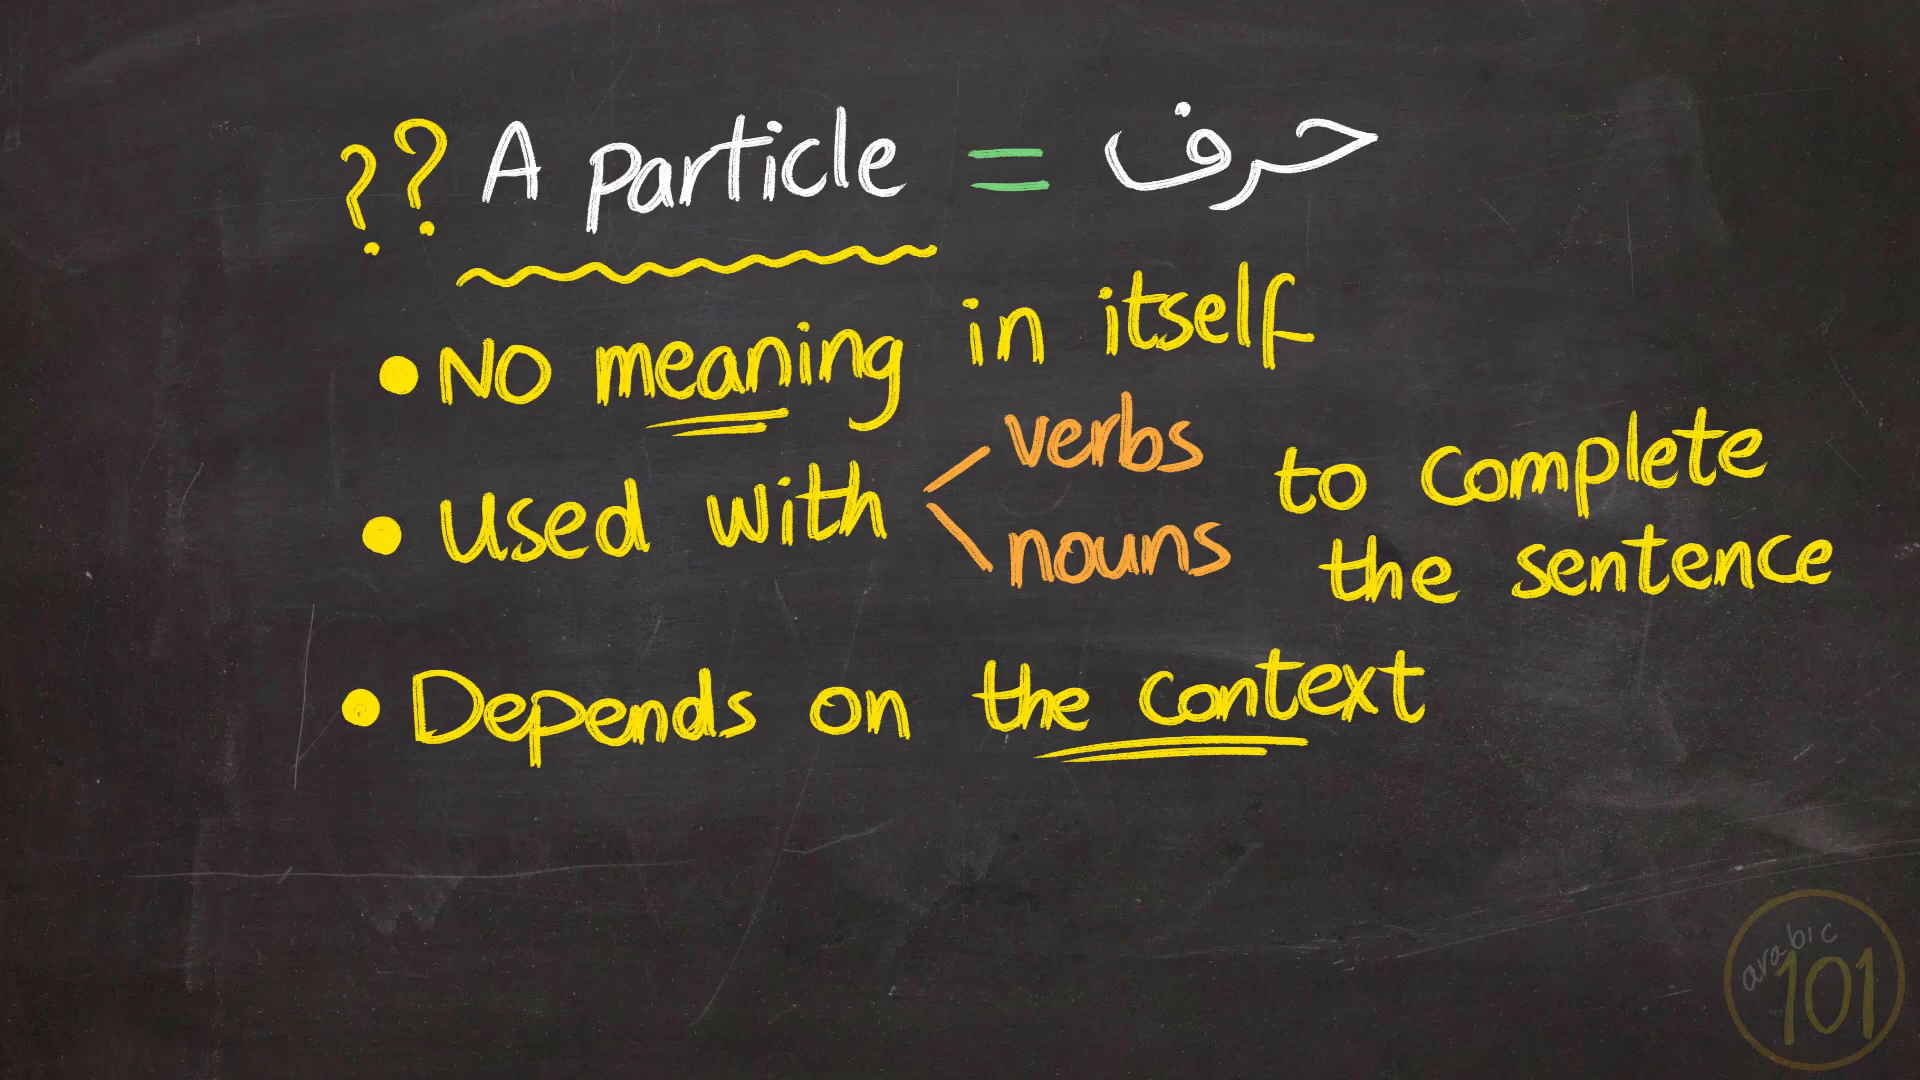 ?? A particle = حرف
• NO meaning in itself
• Used with < verbs nouns to complete the sentence
• Depends on the context
arabic 101